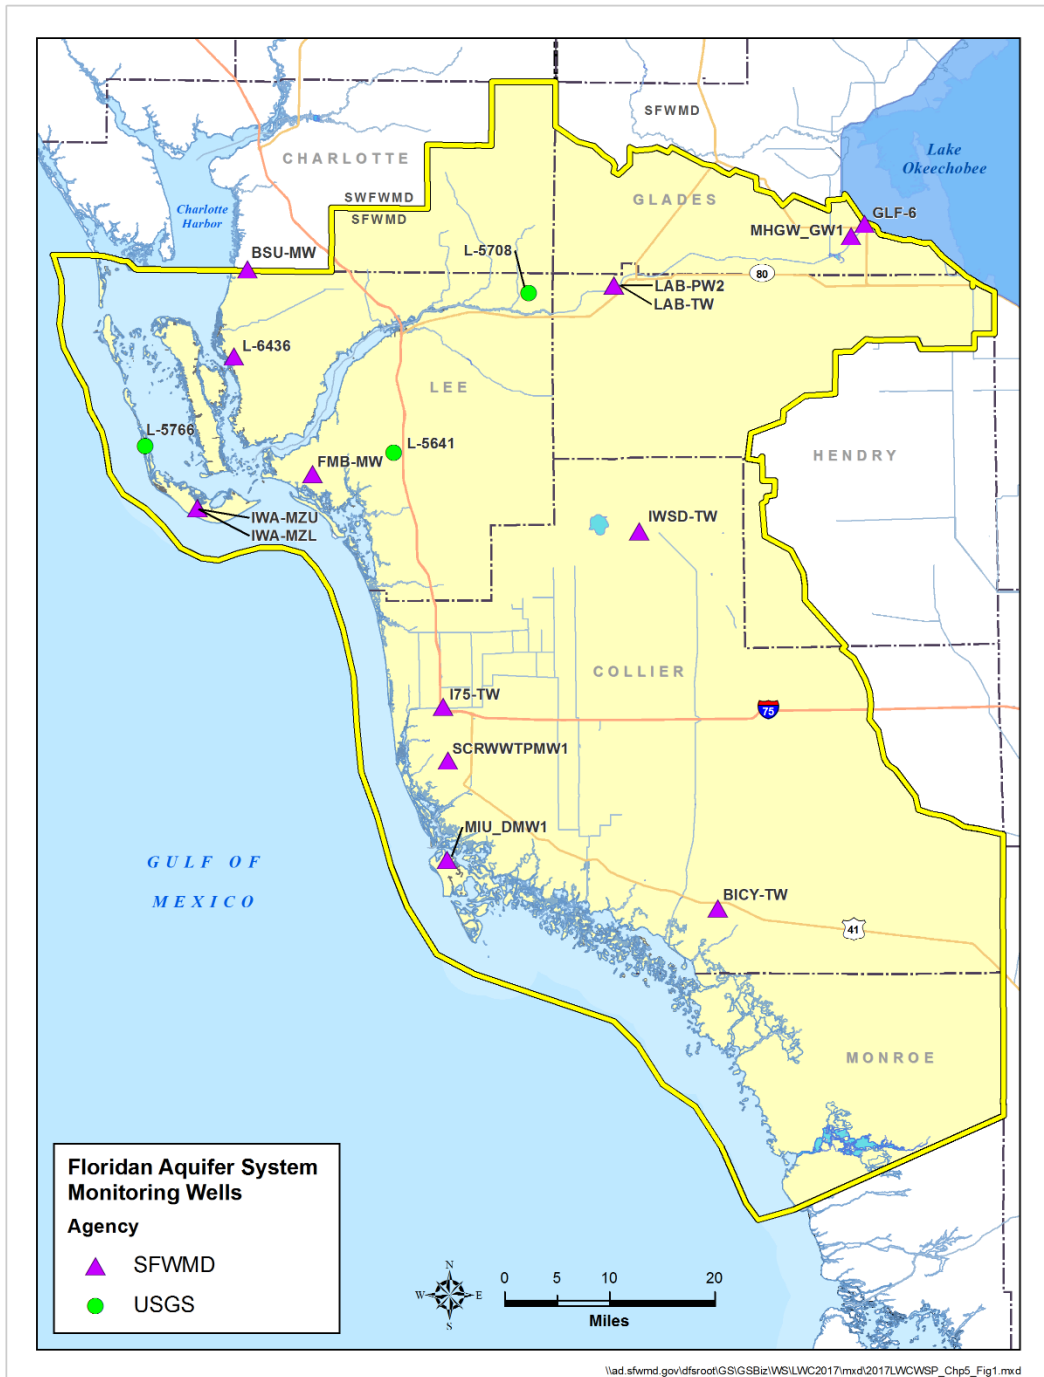 SFWMD
CHARLOTTE
Lake
Okeechobee
SWFWMD
SFWMD
GLADES
Charlotte
Harbor
GLF-6
MHGW_GW1
BSU-MW
L-5708
80
LAB-PW2
LAB-TW
L-6436
LEE
L-5766
L-5641
HENDRY
FMB-MW
IWA-MZU
IWA-MZL
IWSD-TW
COLLIER
I75-TW
75
SCRWWTPMW1
MIU_DMW1
GULF OF
MEXICO
BICY-TW
41
MONROE
Floridan Aquifer System
Monitoring Wells
Agency
SFWMD
USGS
N
W
E
S
0 5 10 20
Miles
\\ad.sfwmd.gov\dfsroot\GS\GSBiz\WS\LWC2017\mxd\2017LWCWSP_Chp5_Fig1.mxd